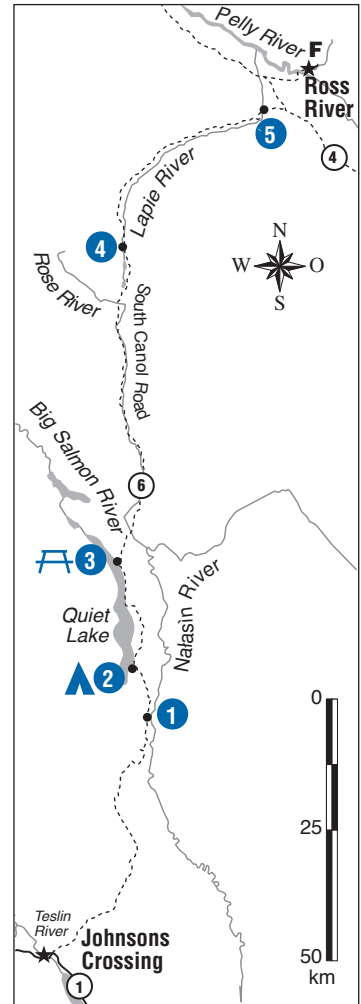 Pelly River
F
Ross
River
5
4
Lapie River
4
Rose River
N
W
O
S
South Canol Road
6
Big Salmon River
3
Quiet
Lake
Nałasìn River
2
1
0
25
50
km
Teslin
River
Johnsons
Crossing
1